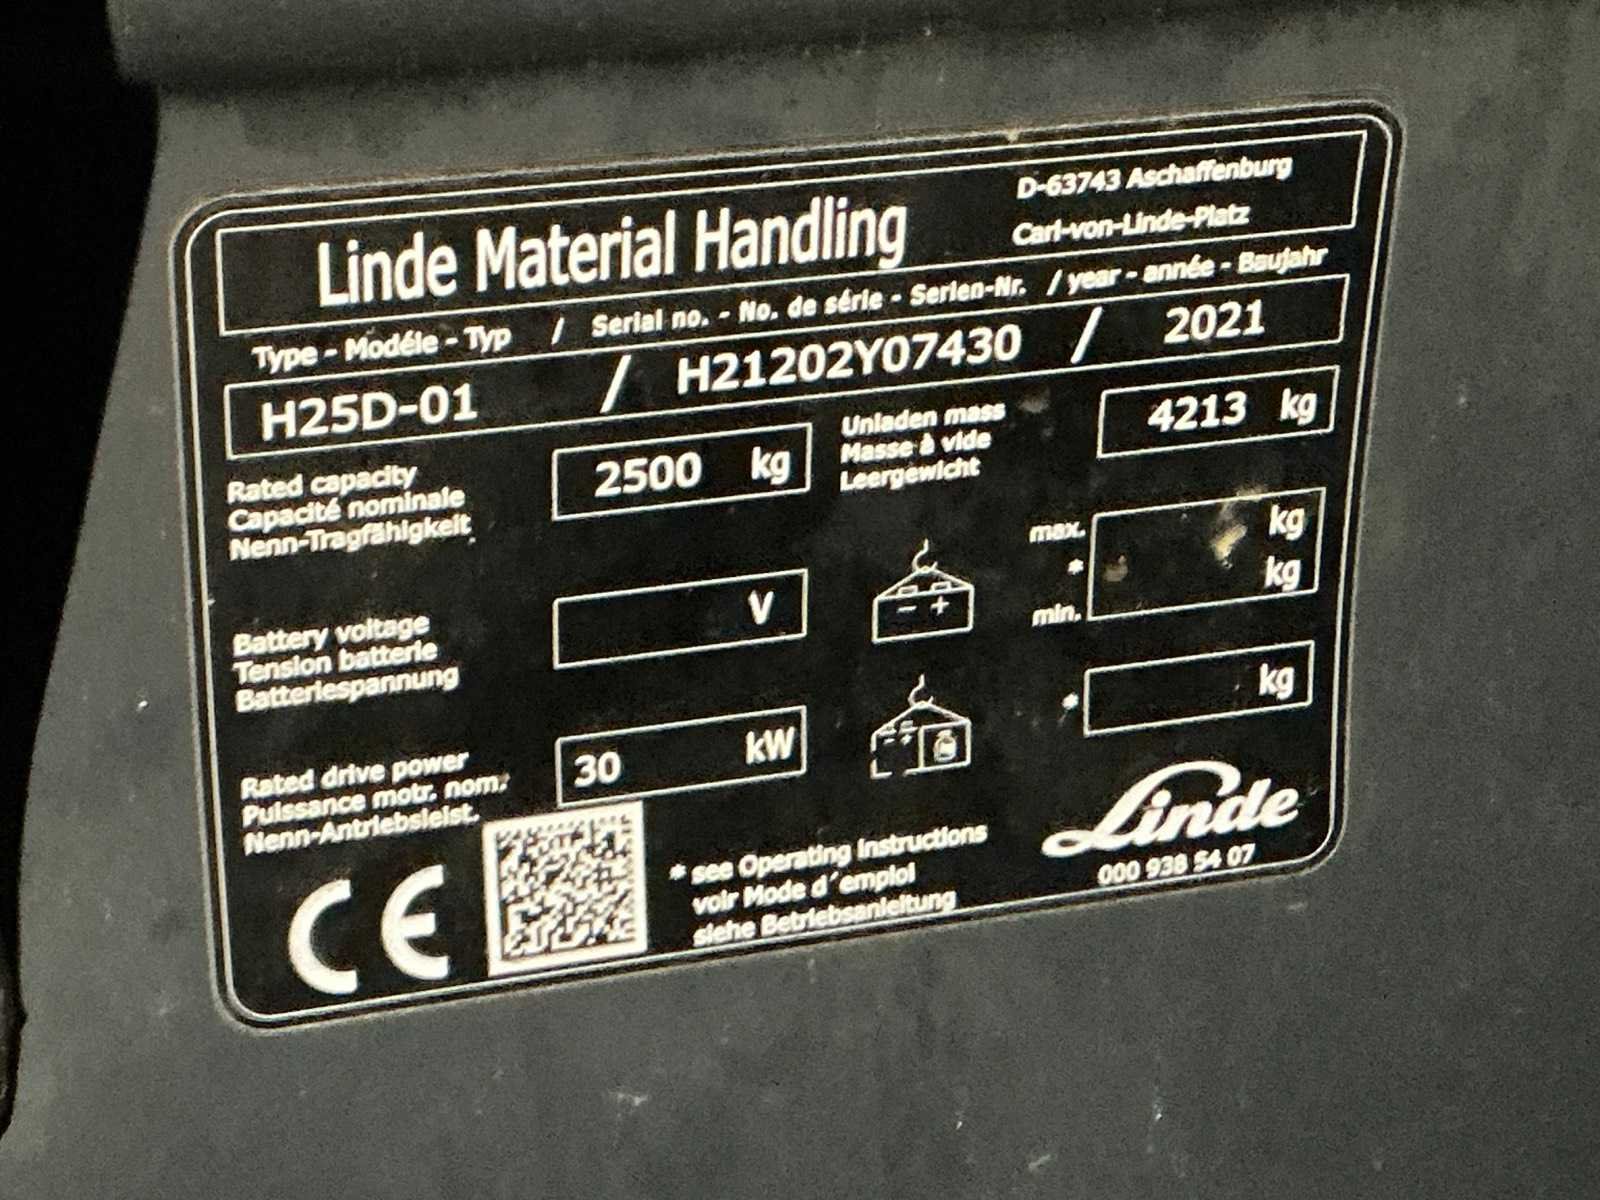 Linde Material Handling
D-63743 Aschaffenburg
Carl-von-Linde-Platz
Type - Modéle - Typ / Serial no. - No. de série - Serien-Nr. / year - année - Baujahr
H25D-01 / H21202Y07430 / 2021
Rated capacity
Capacité nominale
Nenn-Tragfähigkeit
2500 kg
Unladen mass
Masse à vide
Leergewicht
4213 kg
Battery voltage
Tension batterie
Batteriespannung
V
- +
max. kg
* kg
min.
Rated drive power
Puissance motr. nom.
Nenn-Antriebsleist.
30 kW
- +
* kg
CE
* see Operating Instructions
voir Mode d´emploi
siehe Betriebsanleitung
Linde
000 938 54 07